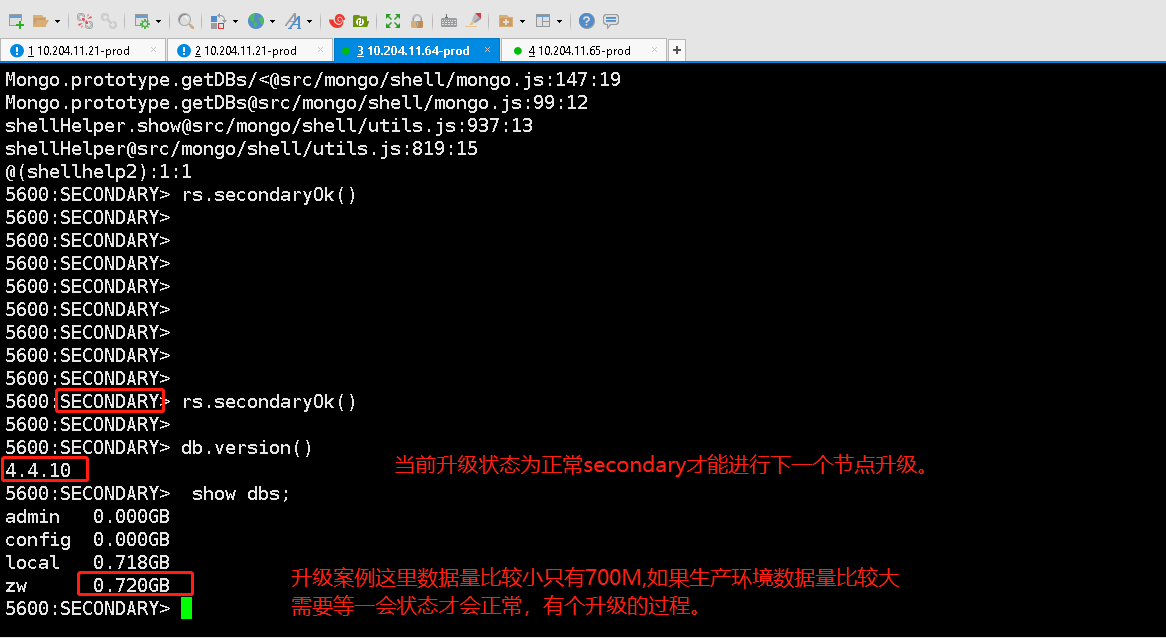 1 10.204.11.21-prod × 2 10.204.11.21-prod × 3 10.204.11.64-prod × 4 10.204.11.65-prod × +
Mongo.prototype.getDBs/<@src/mongo/shell/mongo.js:147:19
Mongo.prototype.getDBs@src/mongo/shell/mongo.js:99:12
shellHelper.show@src/mongo/shell/utils.js:937:13
shellHelper@src/mongo/shell/utils.js:819:15
@(shellhelp2):1:1
5600:SECONDARY> rs.secondaryOk()
5600:SECONDARY>
5600:SECONDARY>
5600:SECONDARY>
5600:SECONDARY>
5600:SECONDARY>
5600:SECONDARY>
5600:SECONDARY>
5600:SECONDARY>
5600:SECONDARY> rs.secondaryOk()
5600:SECONDARY>
5600:SECONDARY> db.version()
4.4.10
当前升级状态为正常secondary才能进行下一个节点升级。
5600:SECONDARY>  show dbs;
admin   0.000GB
config  0.000GB
local   0.718GB
zw      0.720GB
升级案例这里数据量比较小只有700M,如果生产环境数据量比较大
需要等一会状态才会正常，有个升级的过程。
5600:SECONDARY>